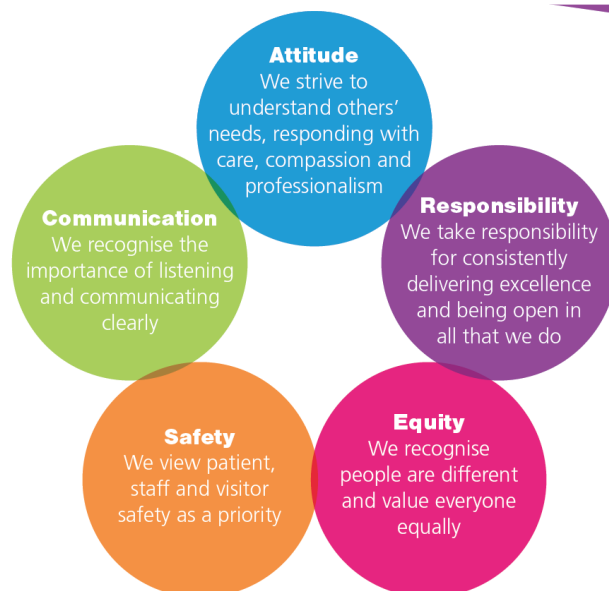 Attitude
We strive to
understand others'
needs, responding with
care, compassion and
professionalism
Communication
We recognise the
importance of listening
and communicating
clearly
Responsibility
We take responsibility
for consistently
delivering excellence
and being open in
all that we do
Safety
We view patient,
staff and visitor
safety as a priority
Equity
We recognise
people are different
and value everyone
equally